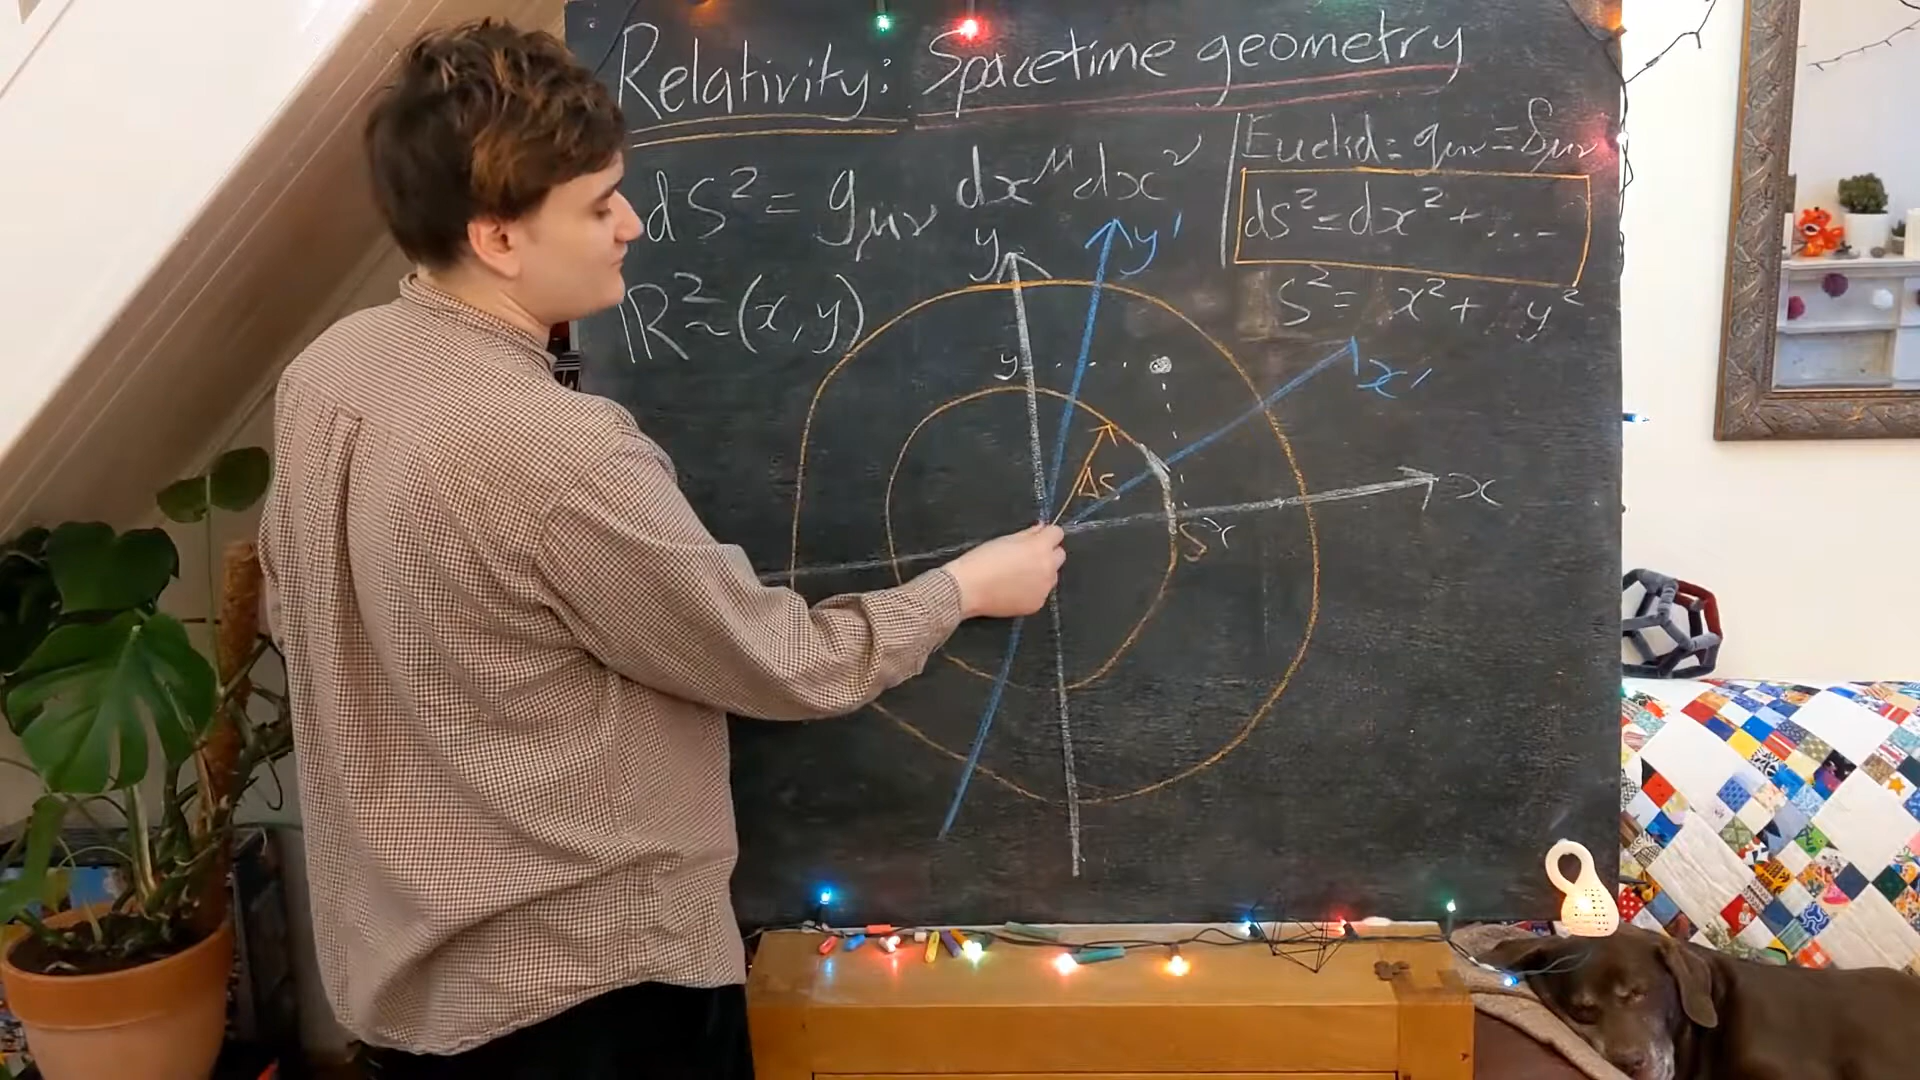 Relativity: Spacetime geometry
dS² = gμν dx^μ dx^ν
Euclid: gμν = δμν
ds² = dx² + ...
S² = x² + y²
ℝ² ~ (x, y)
y
y'
y
x'
Δs
x
S
x